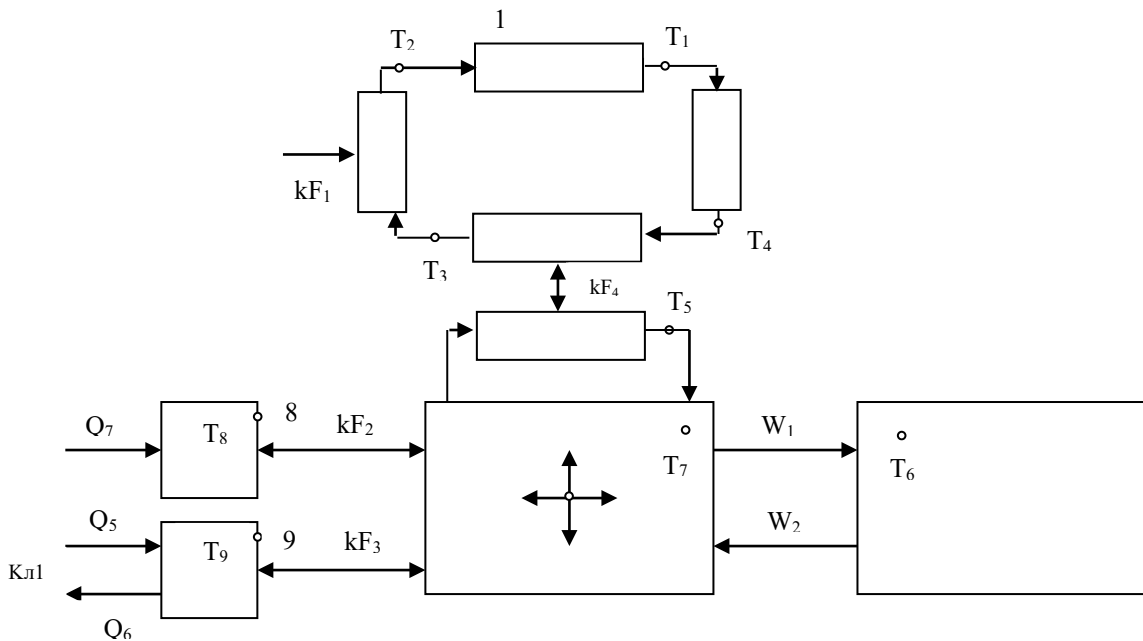 1
T₂
T₁
kF₁
T₃
T₄
kF₄
T₅
Q₇
T₈
8
kF₂
T₇
W₁
T₆
Q₅
T₉
9
kF₃
W₂
Кл1
Q₆